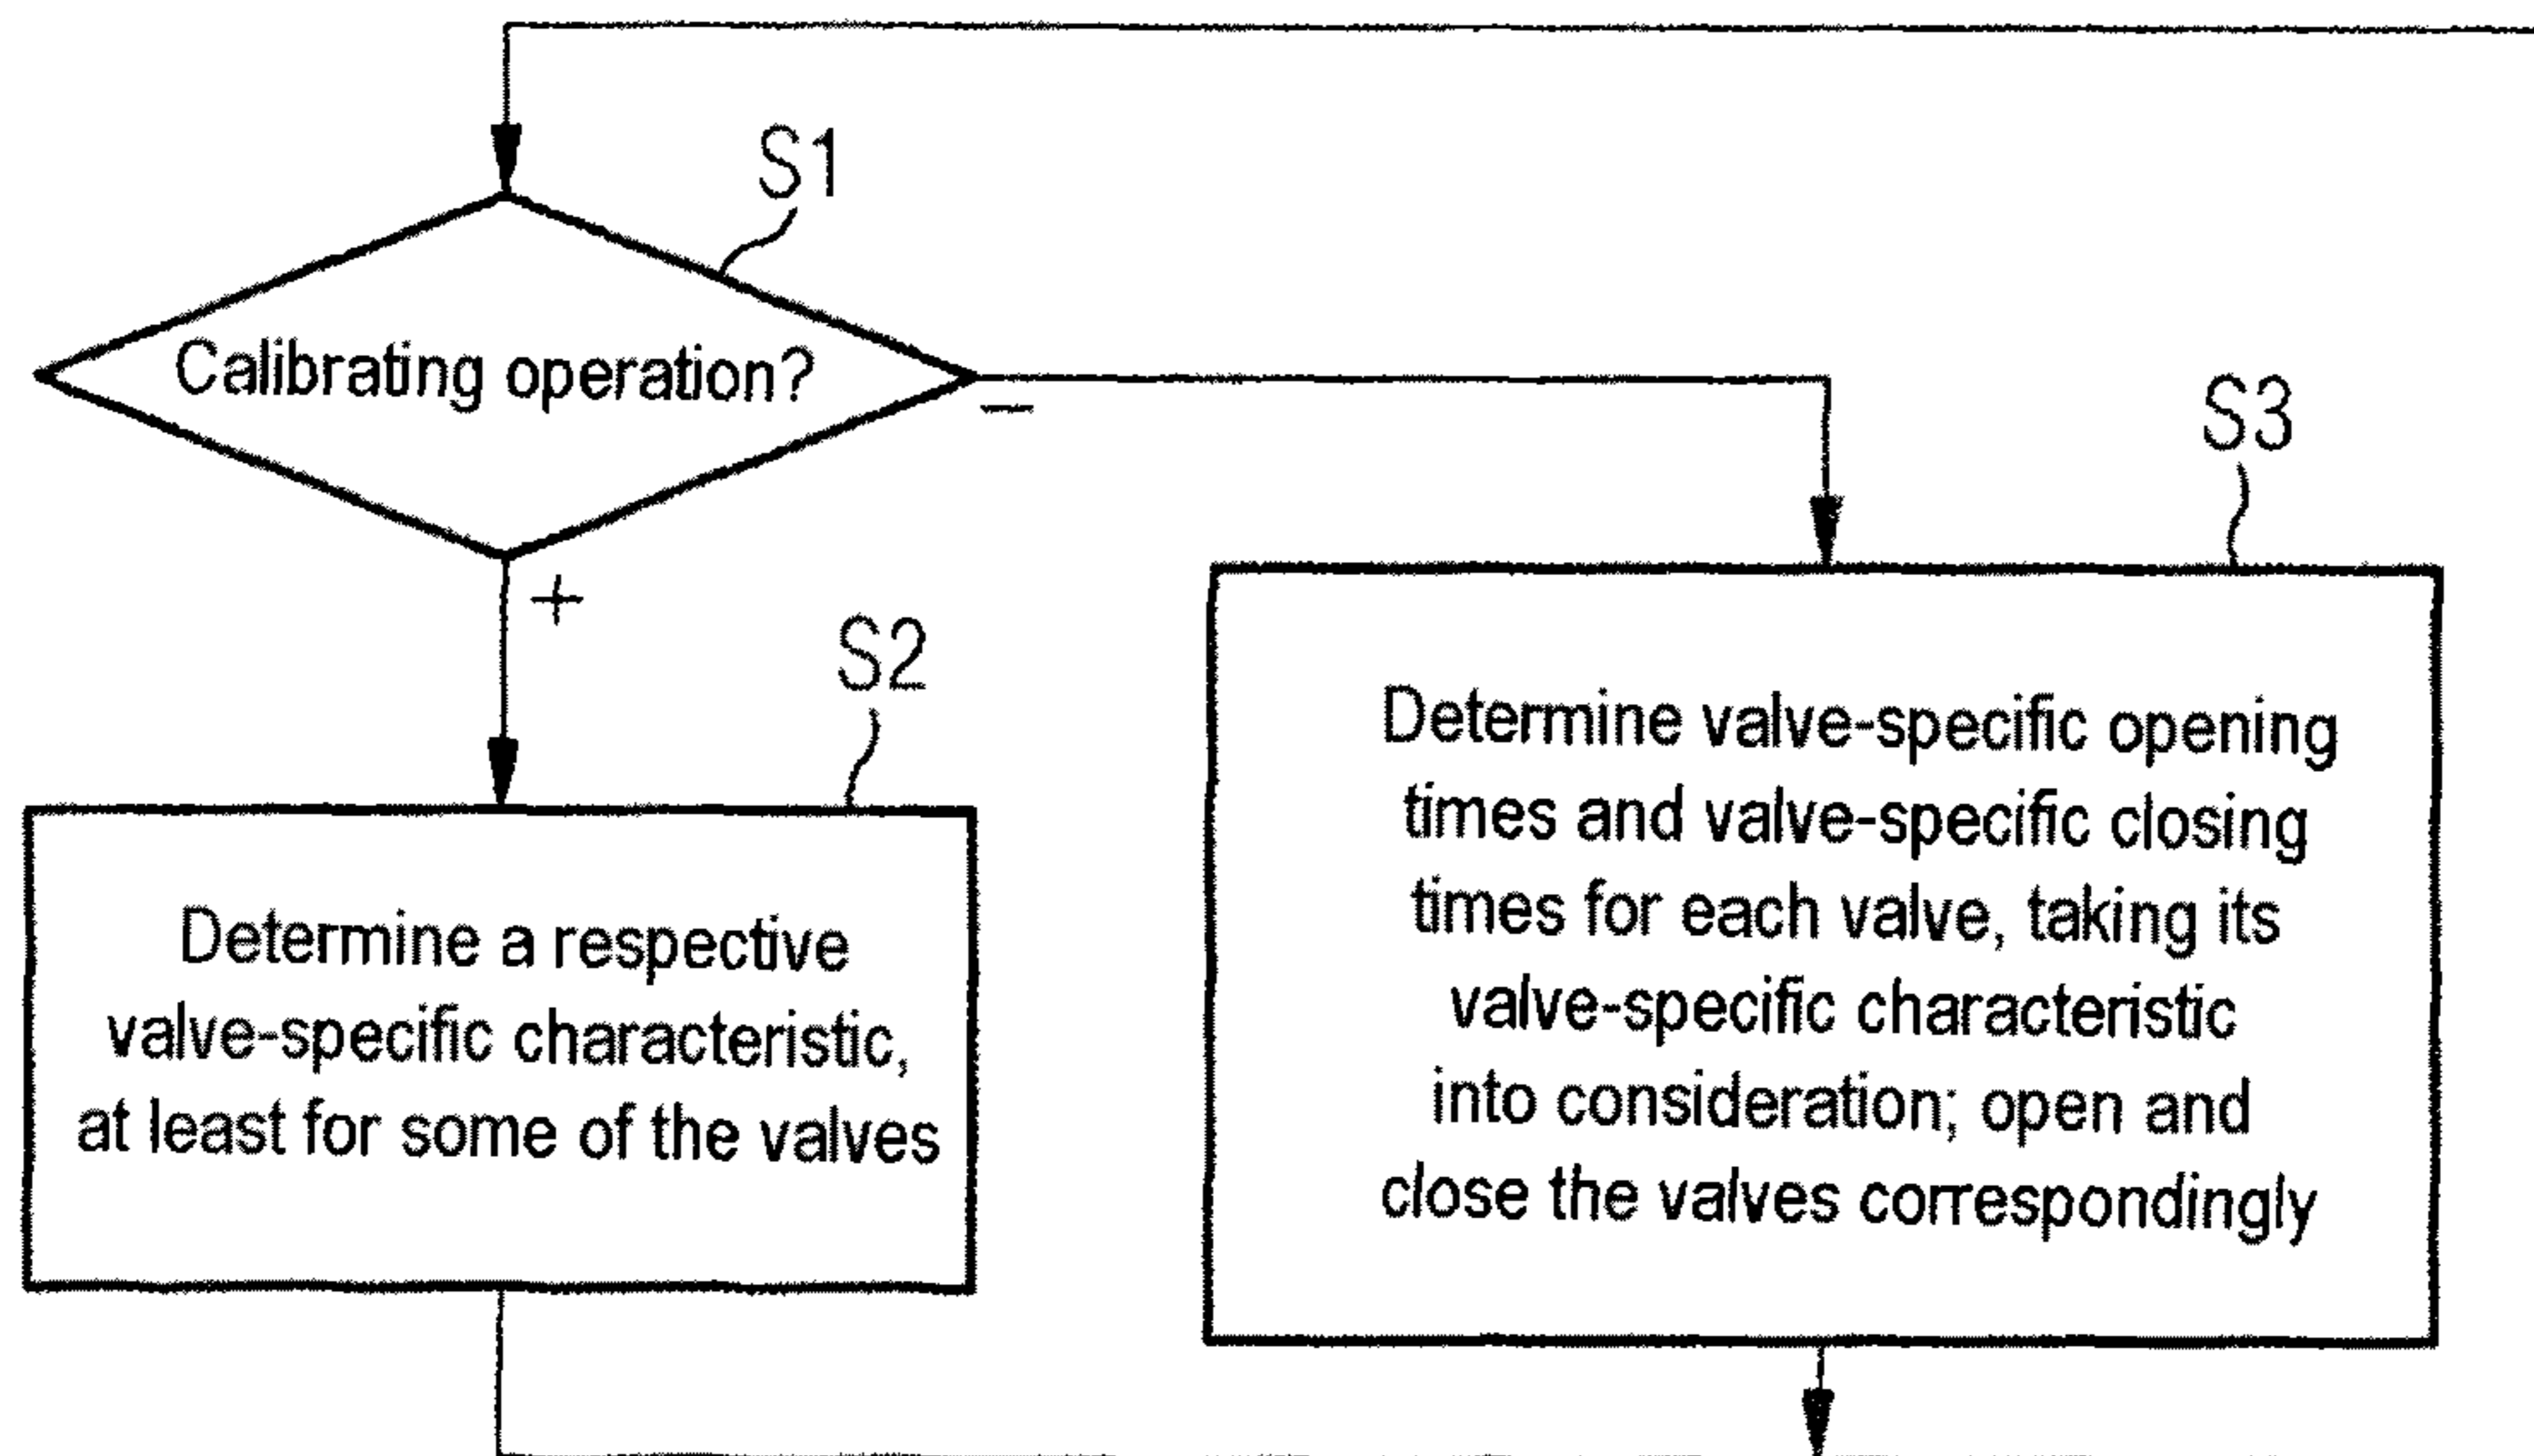 S1
Calibrating operation?
−
+
S2
Determine a respective
valve-specific characteristic,
at least for some of the valves
S3
Determine valve-specific opening
times and valve-specific closing
times for each valve, taking its
valve-specific characteristic
into consideration; open and
close the valves correspondingly